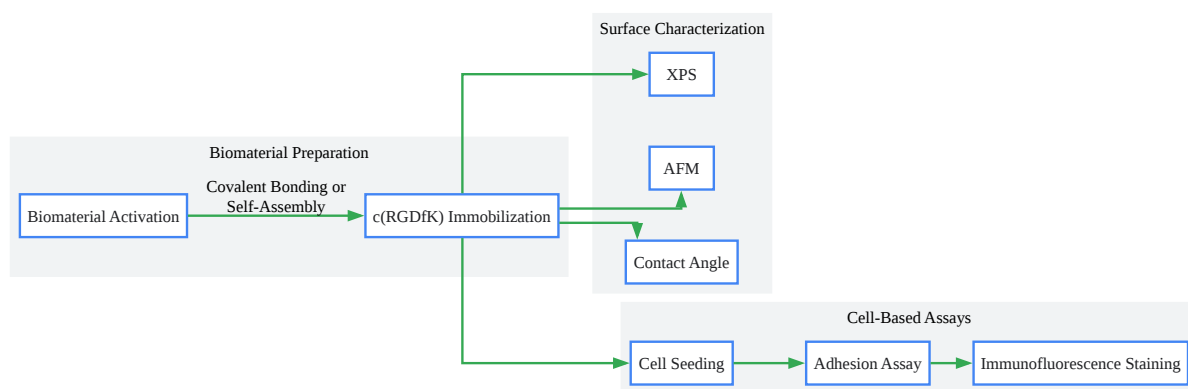 Surface Characterization
XPS
Biomaterial Preparation
AFM
Covalent Bonding or
Self-Assembly
Biomaterial Activation
c(RGDfK) Immobilization
Contact Angle
Cell-Based Assays
Cell Seeding
Adhesion Assay
Immunofluorescence Staining